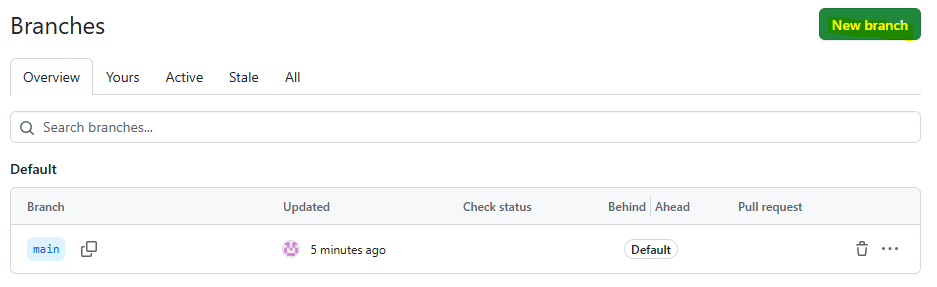 Branches
New branch
Overview Yours Active Stale All
Search branches...
Default
Branch Updated Check status Behind Ahead Pull request
main 5 minutes ago Default